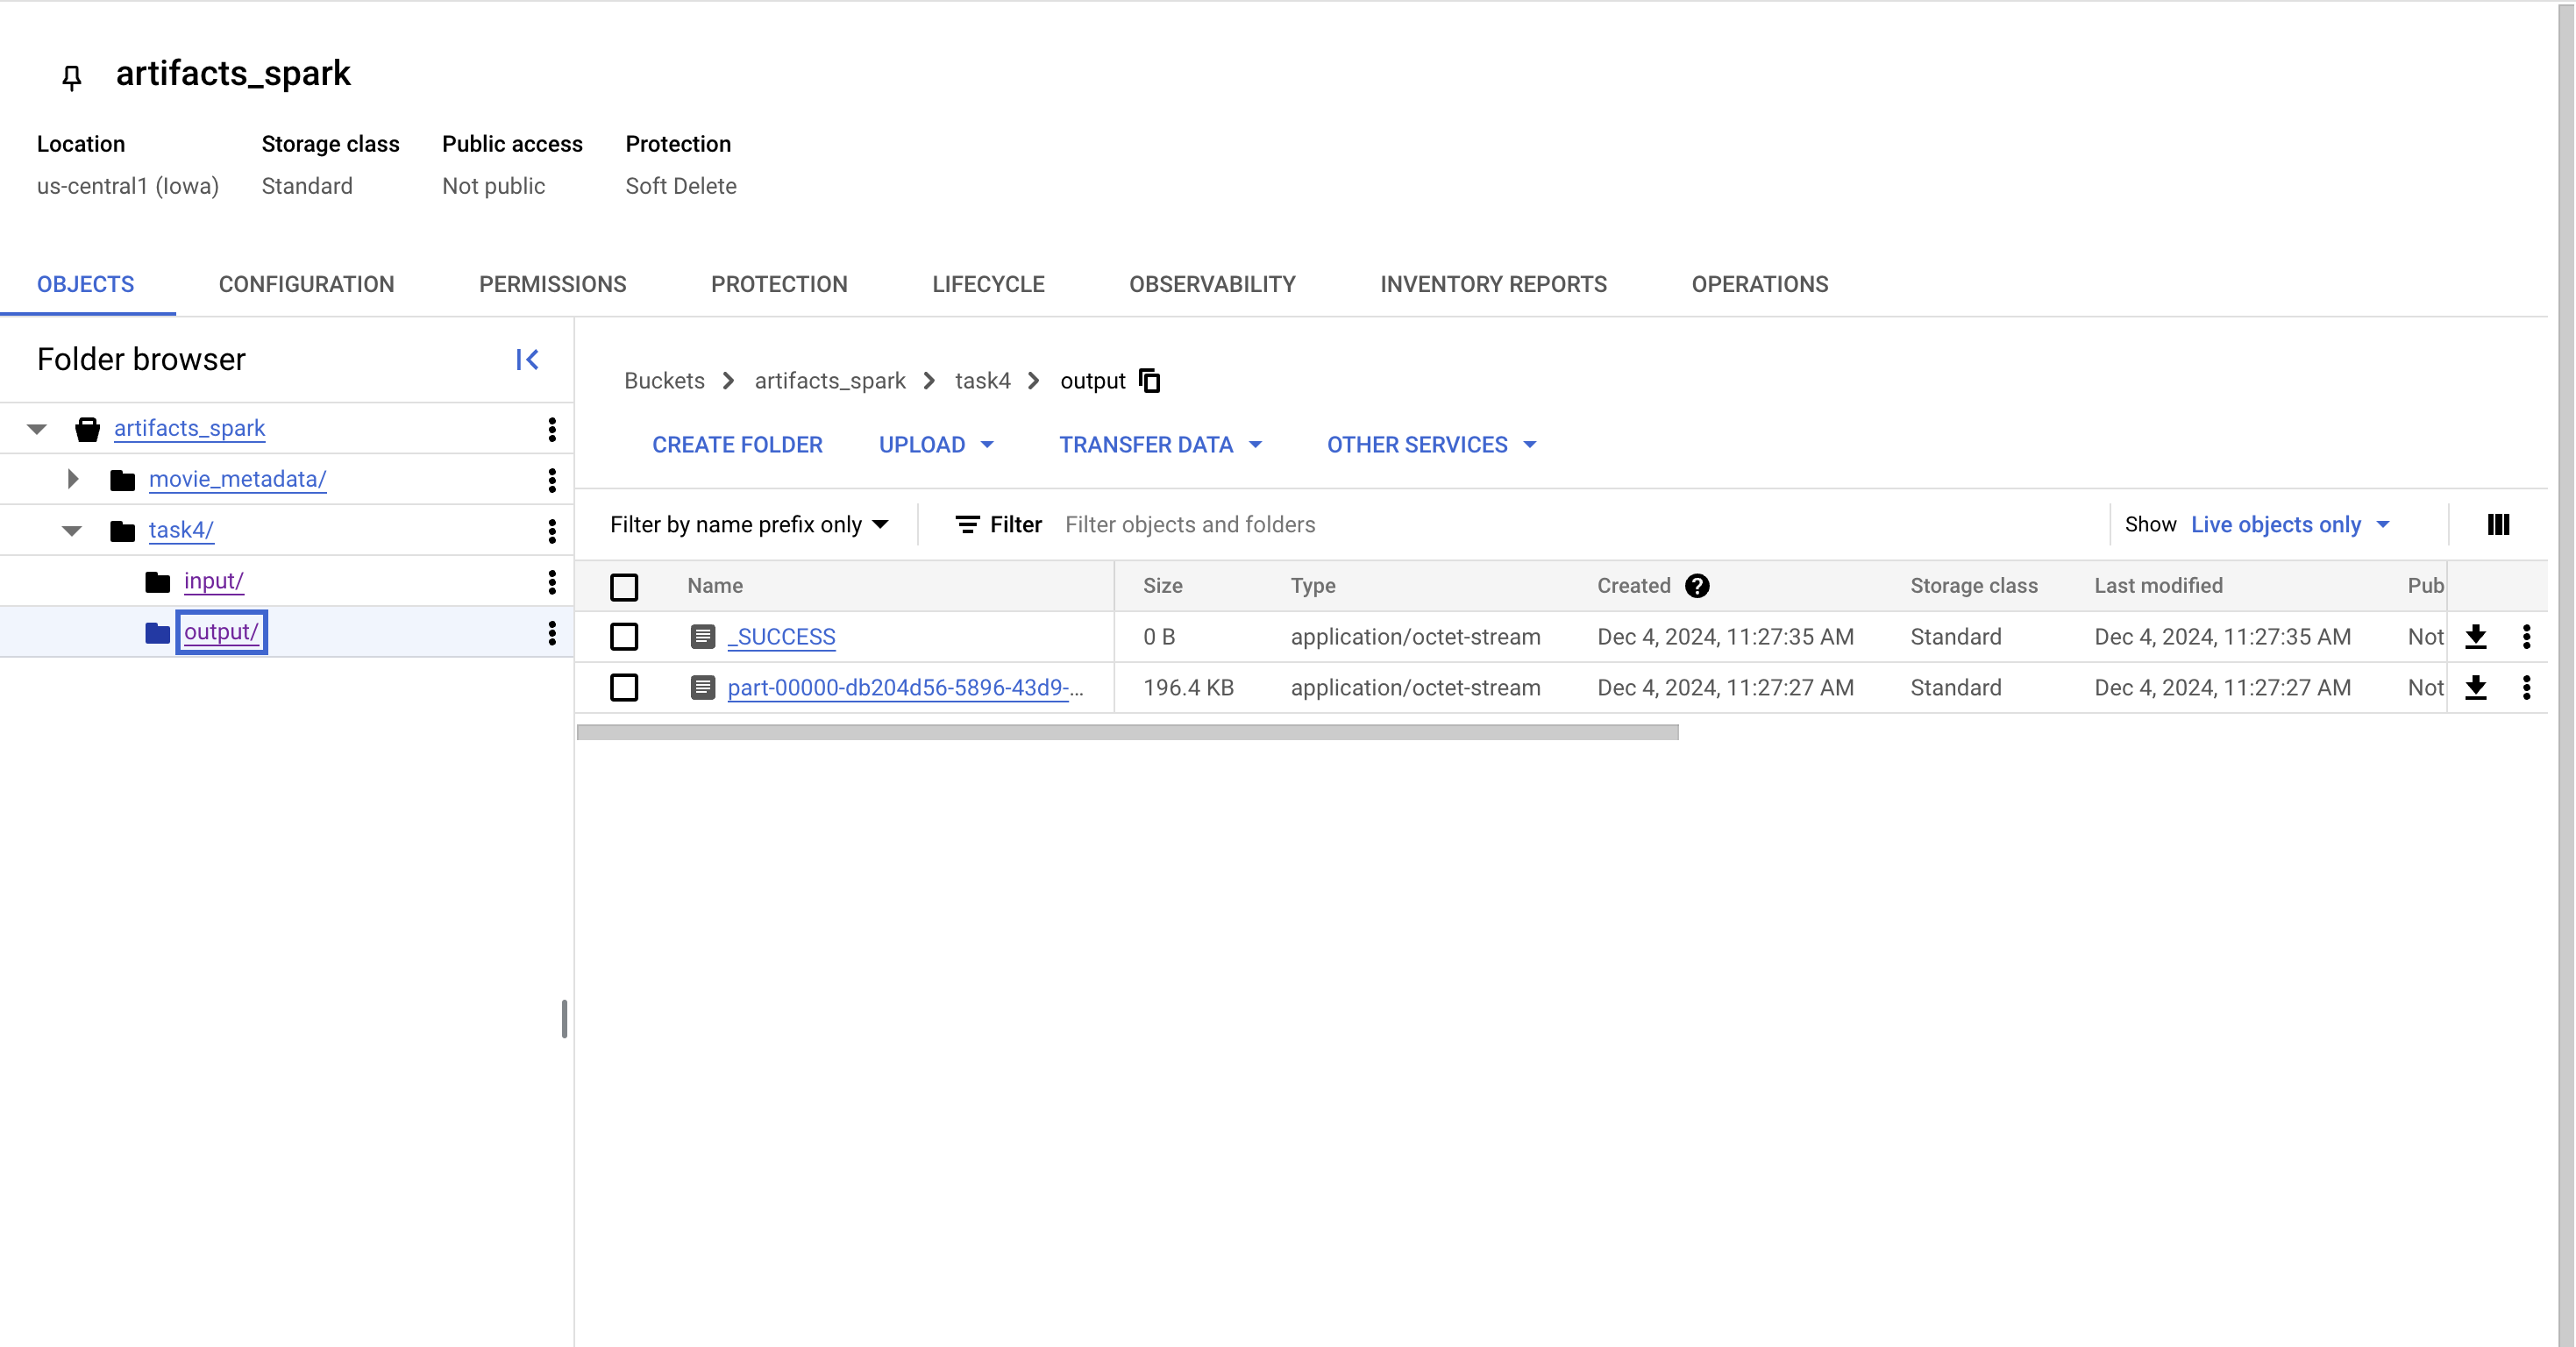 artifacts_spark
Location Storage class Public access Protection
us-central1 (Iowa) Standard Not public Soft Delete
OBJECTS CONFIGURATION PERMISSIONS PROTECTION LIFECYCLE OBSERVABILITY INVENTORY REPORTS OPERATIONS
Folder browser
artifacts_spark
movie_metadata/
task4/
input/
output/
Buckets artifacts_spark task4 output
CREATE FOLDER UPLOAD TRANSFER DATA OTHER SERVICES
Filter by name prefix only Filter Filter objects and folders Show Live objects only
Name Size Type Created ? Storage class Last modified Pub
_SUCCESS 0 B application/octet-stream Dec 4, 2024, 11:27:35 AM Standard Dec 4, 2024, 11:27:35 AM Not
part-00000-db204d56-5896-43d9-... 196.4 KB application/octet-stream Dec 4, 2024, 11:27:27 AM Standard Dec 4, 2024, 11:27:27 AM Not